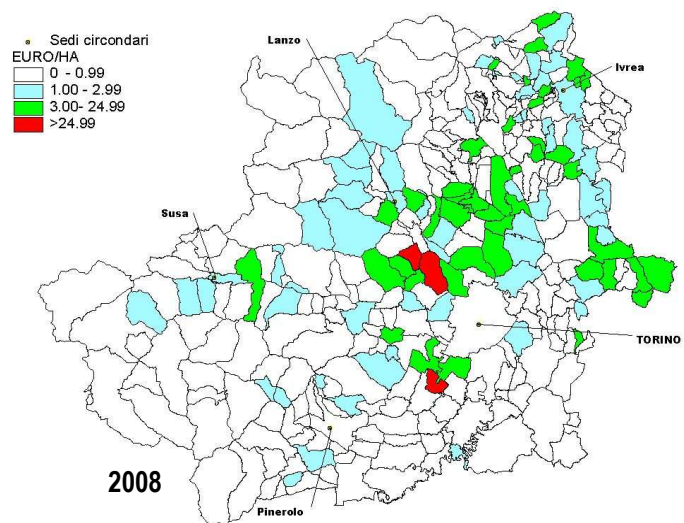 Sedi circondari
EURO/HA
0 - 0.99
1.00 - 2.99
3.00- 24.99
>24.99
Lanzo
Ivrea
Susa
TORINO
2008
Pinerolo